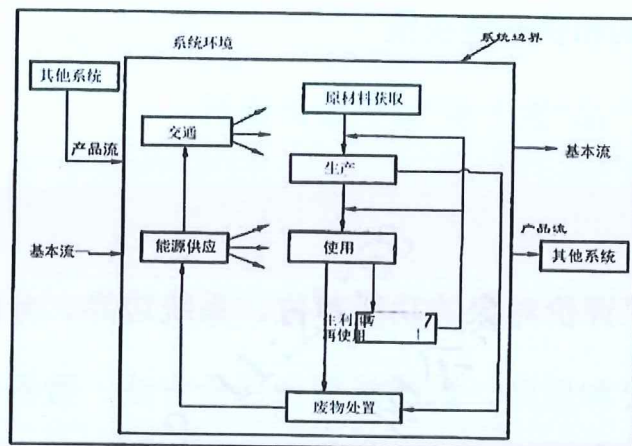 系统环境
系统边界
其他系统
原材料获取
交通
产品流
基本流
生产
产品流
基本流
能源供应
使用
其他系统
再使用
废物处置